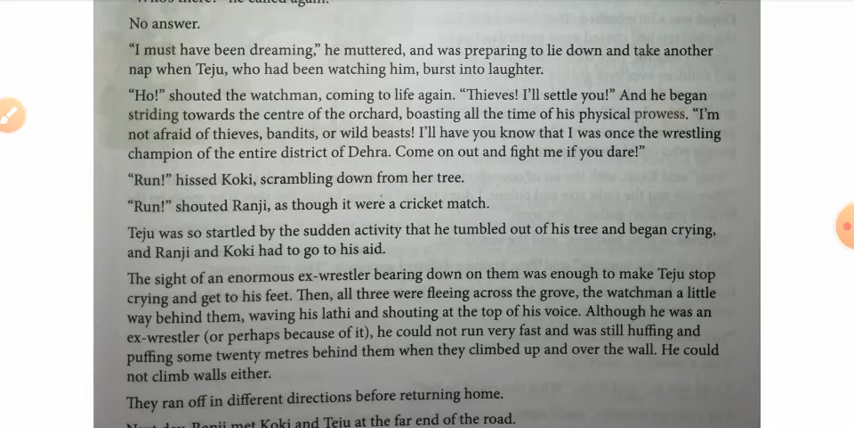 No answer.
"I must have been dreaming," he muttered, and was preparing to lie down and take another
nap when Teju, who had been watching him, burst into laughter.
"Ho!" shouted the watchman, coming to life again. "Thieves! I'll settle you!" And he began
striding towards the centre of the orchard, boasting all the time of his physical prowess. "I'm
not afraid of thieves, bandits, or wild beasts! I'll have you know that I was once the wrestling
champion of the entire district of Dehra. Come on out and fight me if you dare!"
"Run!" hissed Koki, scrambling down from her tree.
"Run!" shouted Ranji, as though it were a cricket match.
Teju was so startled by the sudden activity that he tumbled out of his tree and began crying,
and Ranji and Koki had to go to his aid.
The sight of an enormous ex-wrestler bearing down on them was enough to make Teju stop
crying and get to his feet. Then, all three were fleeing across the grove, the watchman a little
way behind them, waving his lathi and shouting at the top of his voice. Although he was an
ex-wrestler (or perhaps because of it), he could not run very fast and was still huffing and
puffing some twenty metres behind them when they climbed up and over the wall. He could
not climb walls either.
They ran off in different directions before returning home.
Ranji met Koki and Teju at the far end of the road.